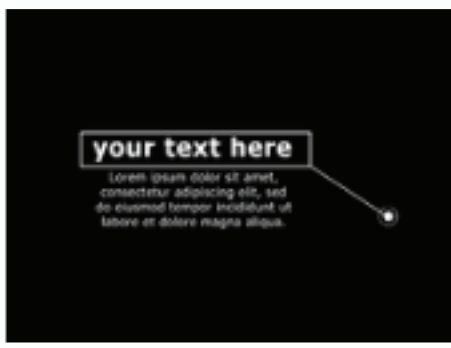 your text here
Lorem ipsum dolor sit amet,
consectetur adipiscing elit, sed
do eiusmod tempor incididunt ut
labore et dolore magna aliqua.